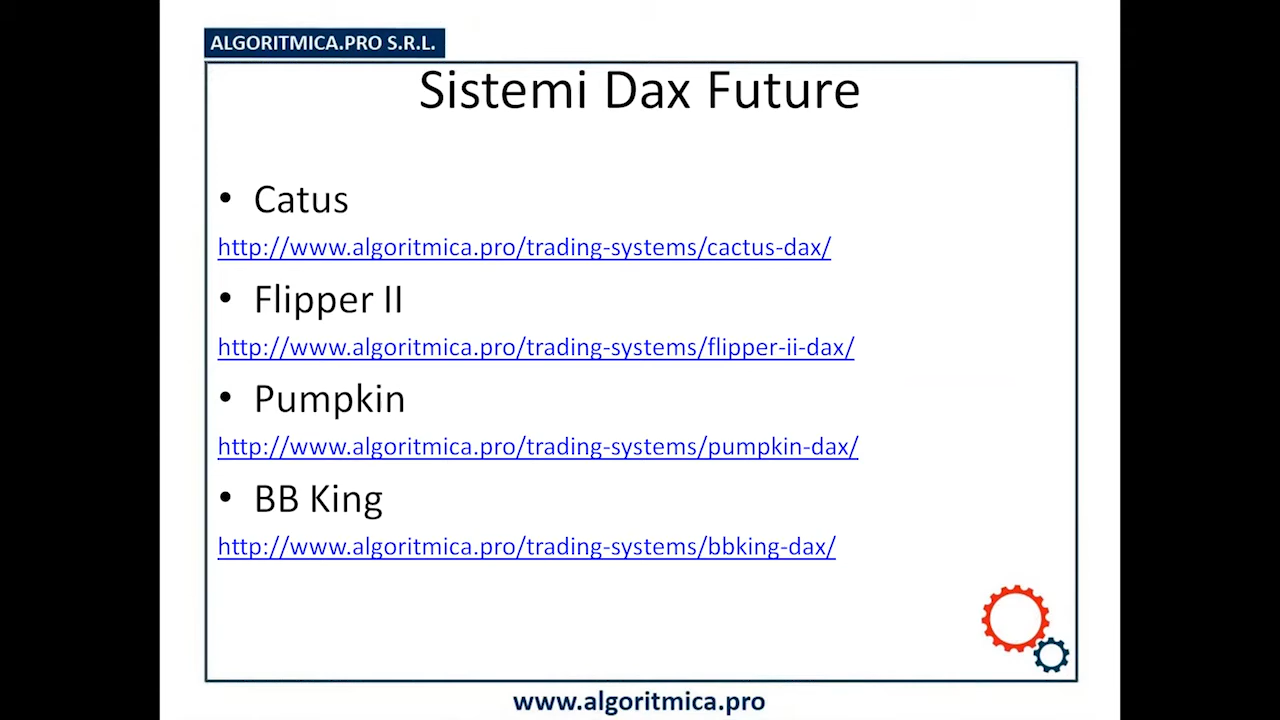 ALGORITMICA.PRO S.R.L.
Sistemi Dax Future
• Catus
http://www.algoritmica.pro/trading-systems/cactus-dax/
• Flipper II
http://www.algoritmica.pro/trading-systems/flipper-ii-dax/
• Pumpkin
http://www.algoritmica.pro/trading-systems/pumpkin-dax/
• BB King
http://www.algoritmica.pro/trading-systems/bbking-dax/
www.algoritmica.pro